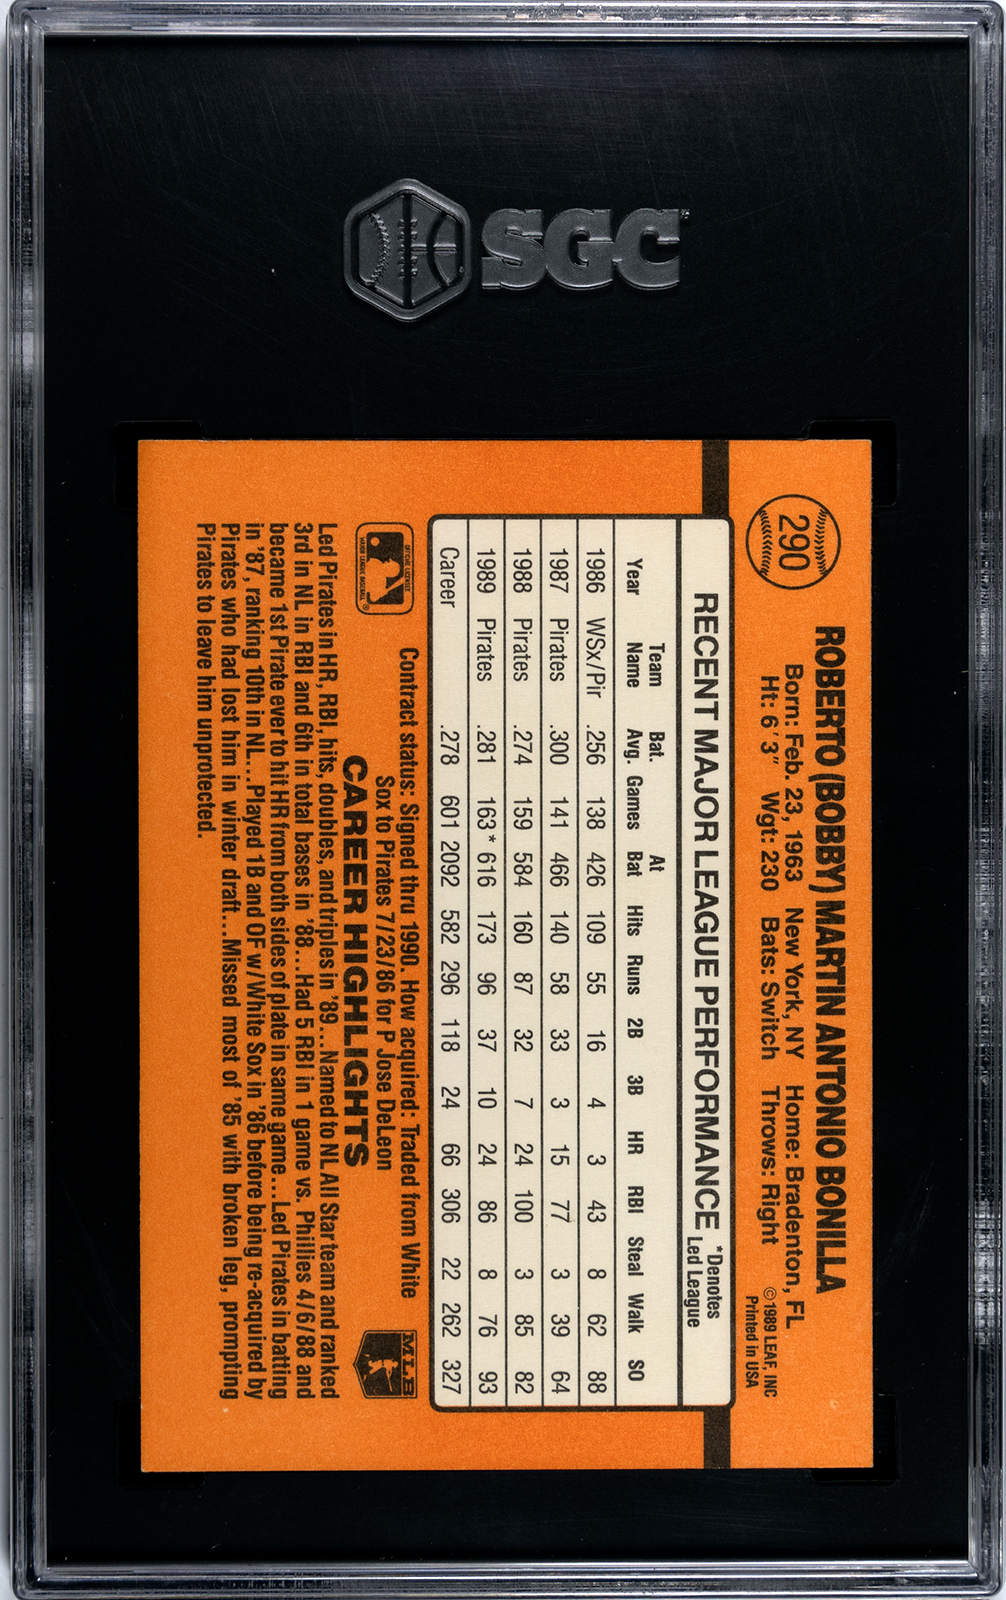 SGC
290
ROBERTO (BOBBY) MARTIN ANTONIO BONILLA
Born: Feb. 23, 1963 New York, NY Home: Bradenton, FL
Ht: 6'3" Wgt: 230 Bats: Switch Throws: Right
©1989 LEAF, INC
Printed in USA
RECENT MAJOR LEAGUE PERFORMANCE
*Denotes
Led League
Year Team Name Bat. Avg. Games At Bat Hits Runs 2B 3B HR RBI Steal Walk SO
1986 WSx/Pir .256 138 426 109 55 16 4 3 43 8 62 88
1987 Pirates .300 141 466 140 58 33 3 15 77 3 39 64
1988 Pirates .274 159 584 160 87 32 7 24 100 3 85 82
1989 Pirates .281 163* 616 173 96 37 10 24 86 8 76 93
Career .278 601 2092 582 296 118 24 66 306 22 262 327
Contract status: Signed thru 1990. How acquired: Traded from White
Sox to Pirates 7/23/86 for P Jose DeLeon
CAREER HIGHLIGHTS
MLB
Led Pirates in HR, RBI, hits, doubles, and triples in '89...Named to NL All Star team and ranked
3rd in NL in RBI and 6th in total bases in '88...Had 5 RBI in 1 game vs. Phillies 4/6/88 and
became 1st Pirate ever to hit HR from both sides of plate in same game...Led Pirates in batting
in '87, ranking 10th in NL...Played 1B and OF w/White Sox in '86 before being re-acquired by
Pirates who had lost him in winter draft...Missed most of '85 with broken leg, prompting
Pirates to leave him unprotected.